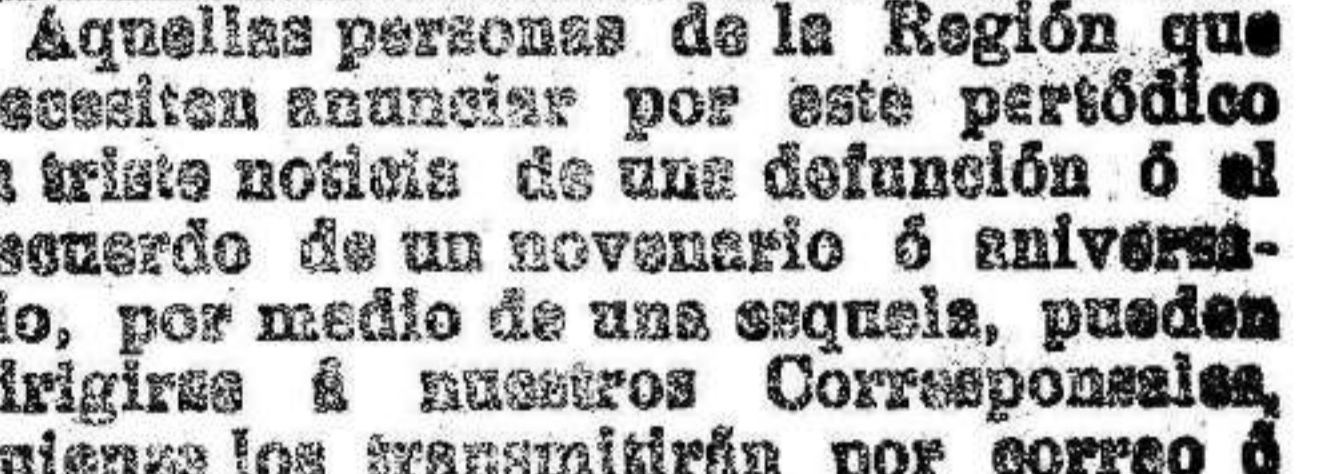 Aquellas personas de la Región que
ecesiten anunciar por este periódico
a triste noticia de una defunción ó el
ecuerdo de un novenario ó aniversa-
io, por medio de una esquela, pueden
irigirse á nuestros Corresponsales,
uienes los transmitirán por correo ó